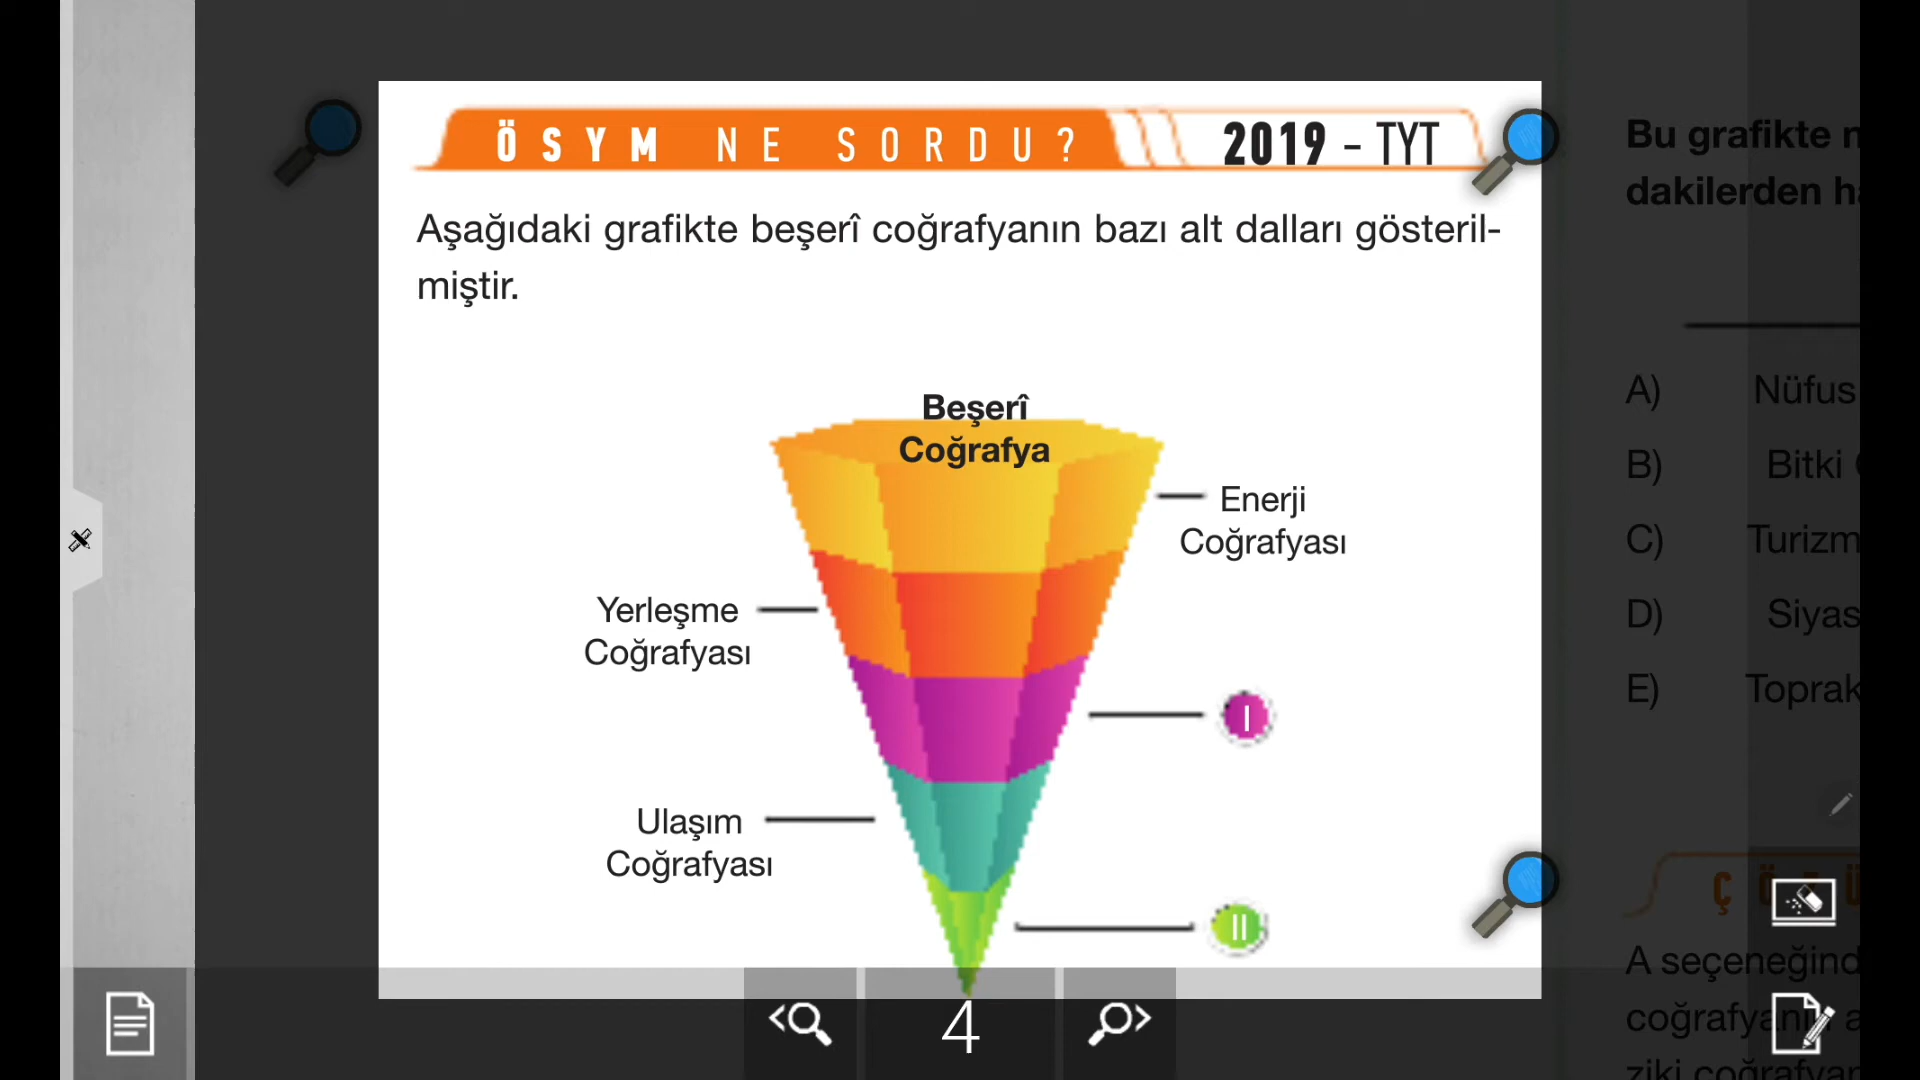 ÖSYM NE SORDU? 2019 - TYT
Aşağıdaki grafikte beşerî coğrafyanın bazı alt dalları gösteril-
miştir.
Beşerî
Coğrafya
Enerji
Coğrafyası
Yerleşme
Coğrafyası
I
Ulaşım
Coğrafyası
II
4
Bu grafikte
dakilerden
A) Nüfus
B) Bitki
C) Turizm
D) Siyas
E) Toprak
A seçeneğind